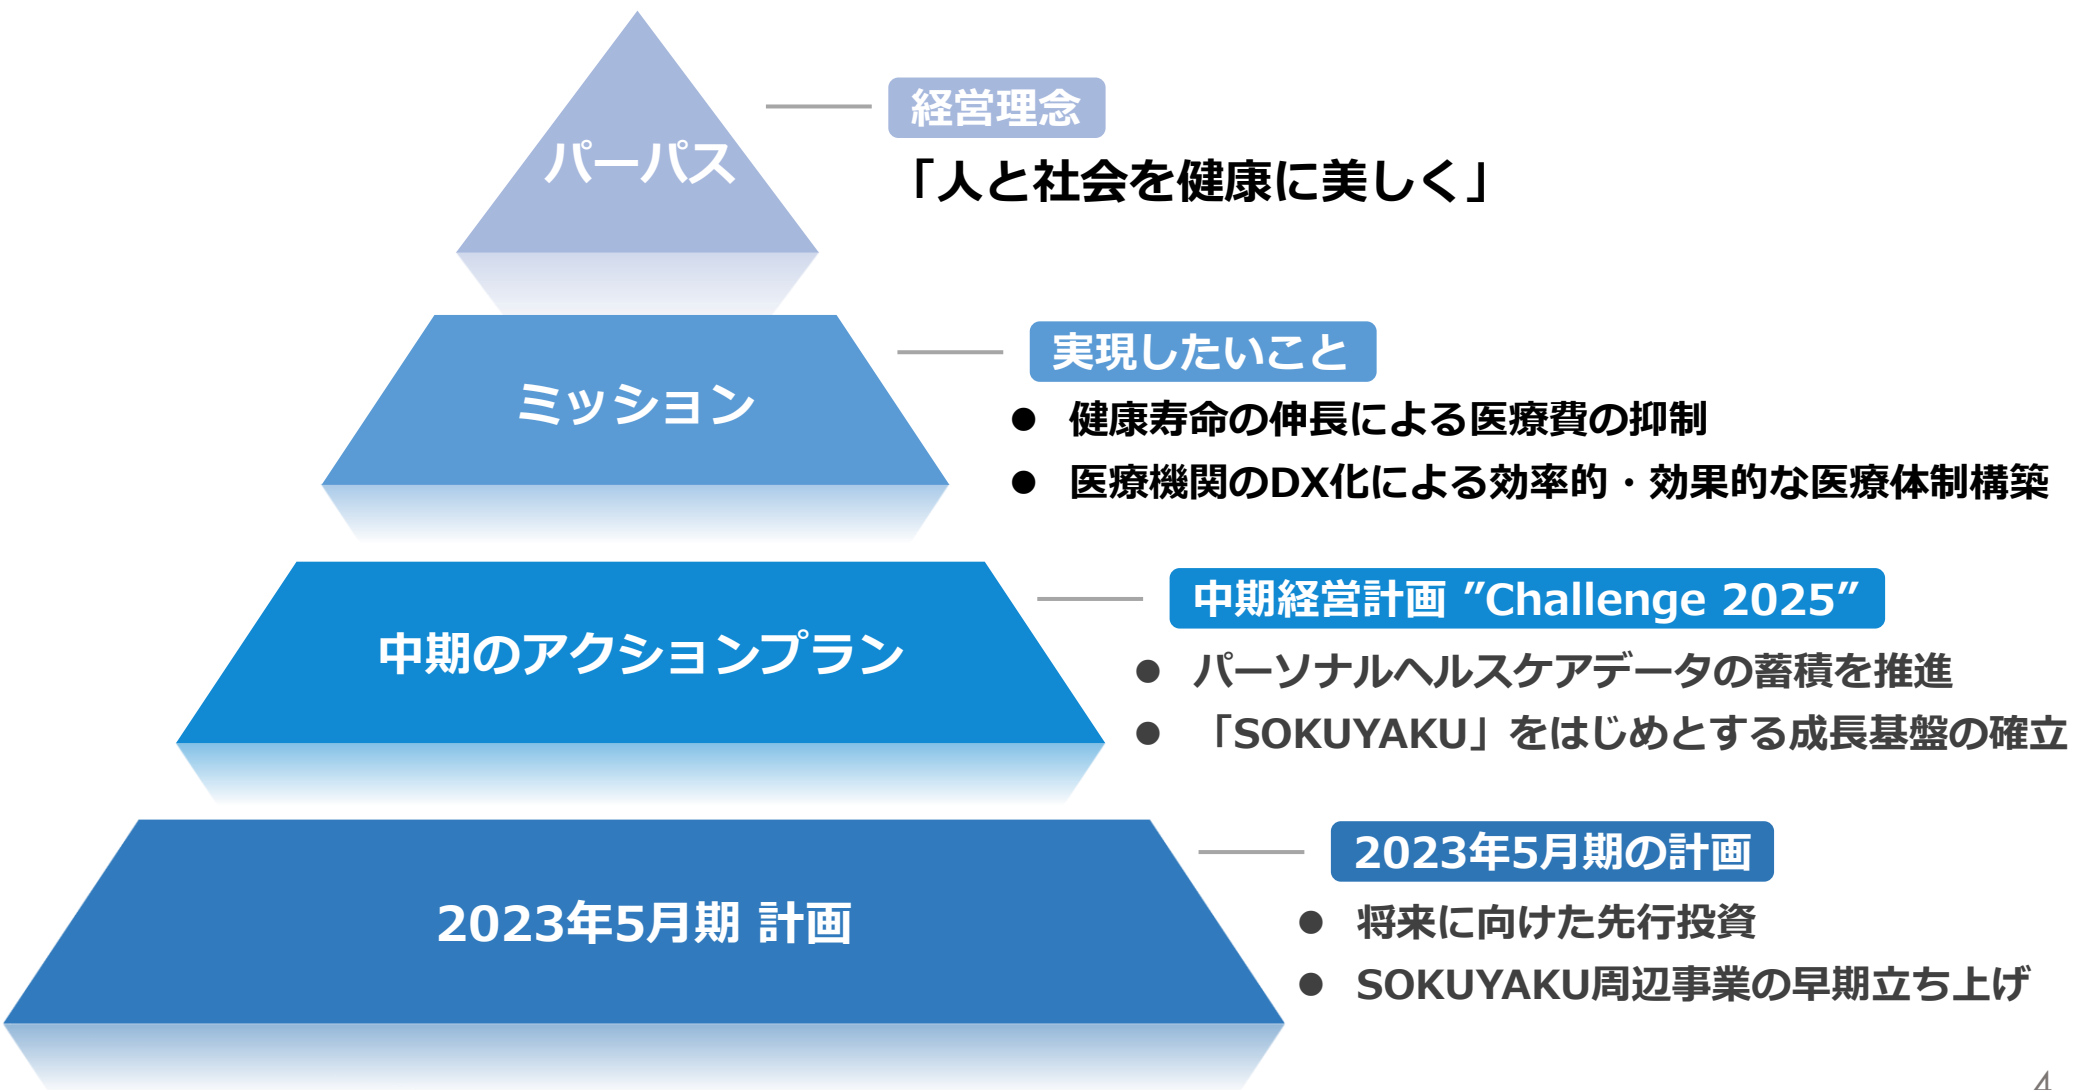 パーパス
経営理念
「人と社会を健康に美しく」
ミッション
実現したいこと
● 健康寿命の伸長による医療費の抑制
● 医療機関のDX化による効率的・効果的な医療体制構築
中期のアクションプラン
中期経営計画 ”Challenge 2025”
● パーソナルヘルスケアデータの蓄積を推進
● 「SOKUYAKU」をはじめとする成長基盤の確立
2023年5月期 計画
2023年5月期の計画
● 将来に向けた先行投資
● SOKUYAKU周辺事業の早期立ち上げ
4